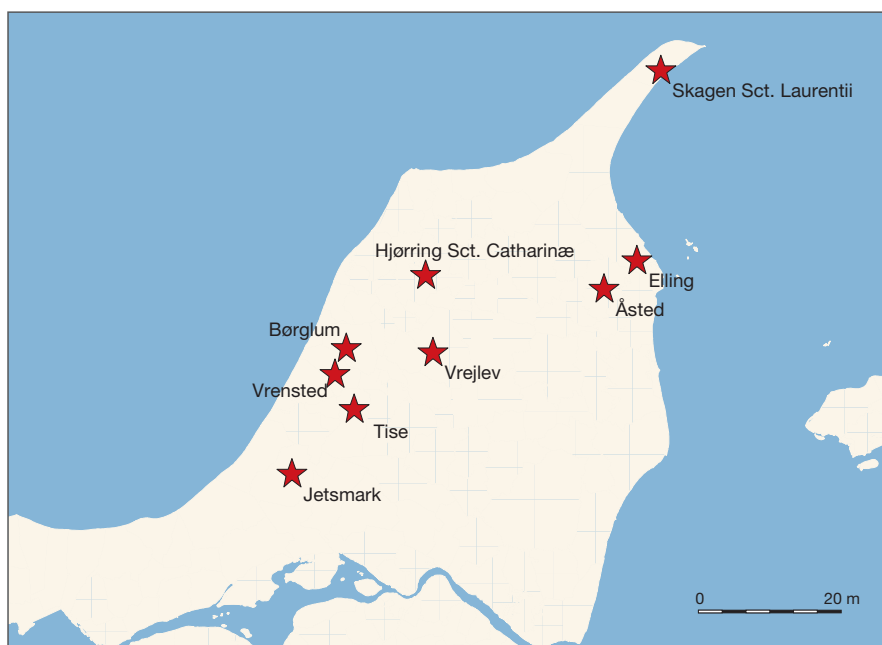 Skagen Sct. Laurentii
Hjørring Sct. Catharinæ
Elling
Åsted
Børglum
Vrejlev
Vrensted
Tise
Jetsmark
0 20 m